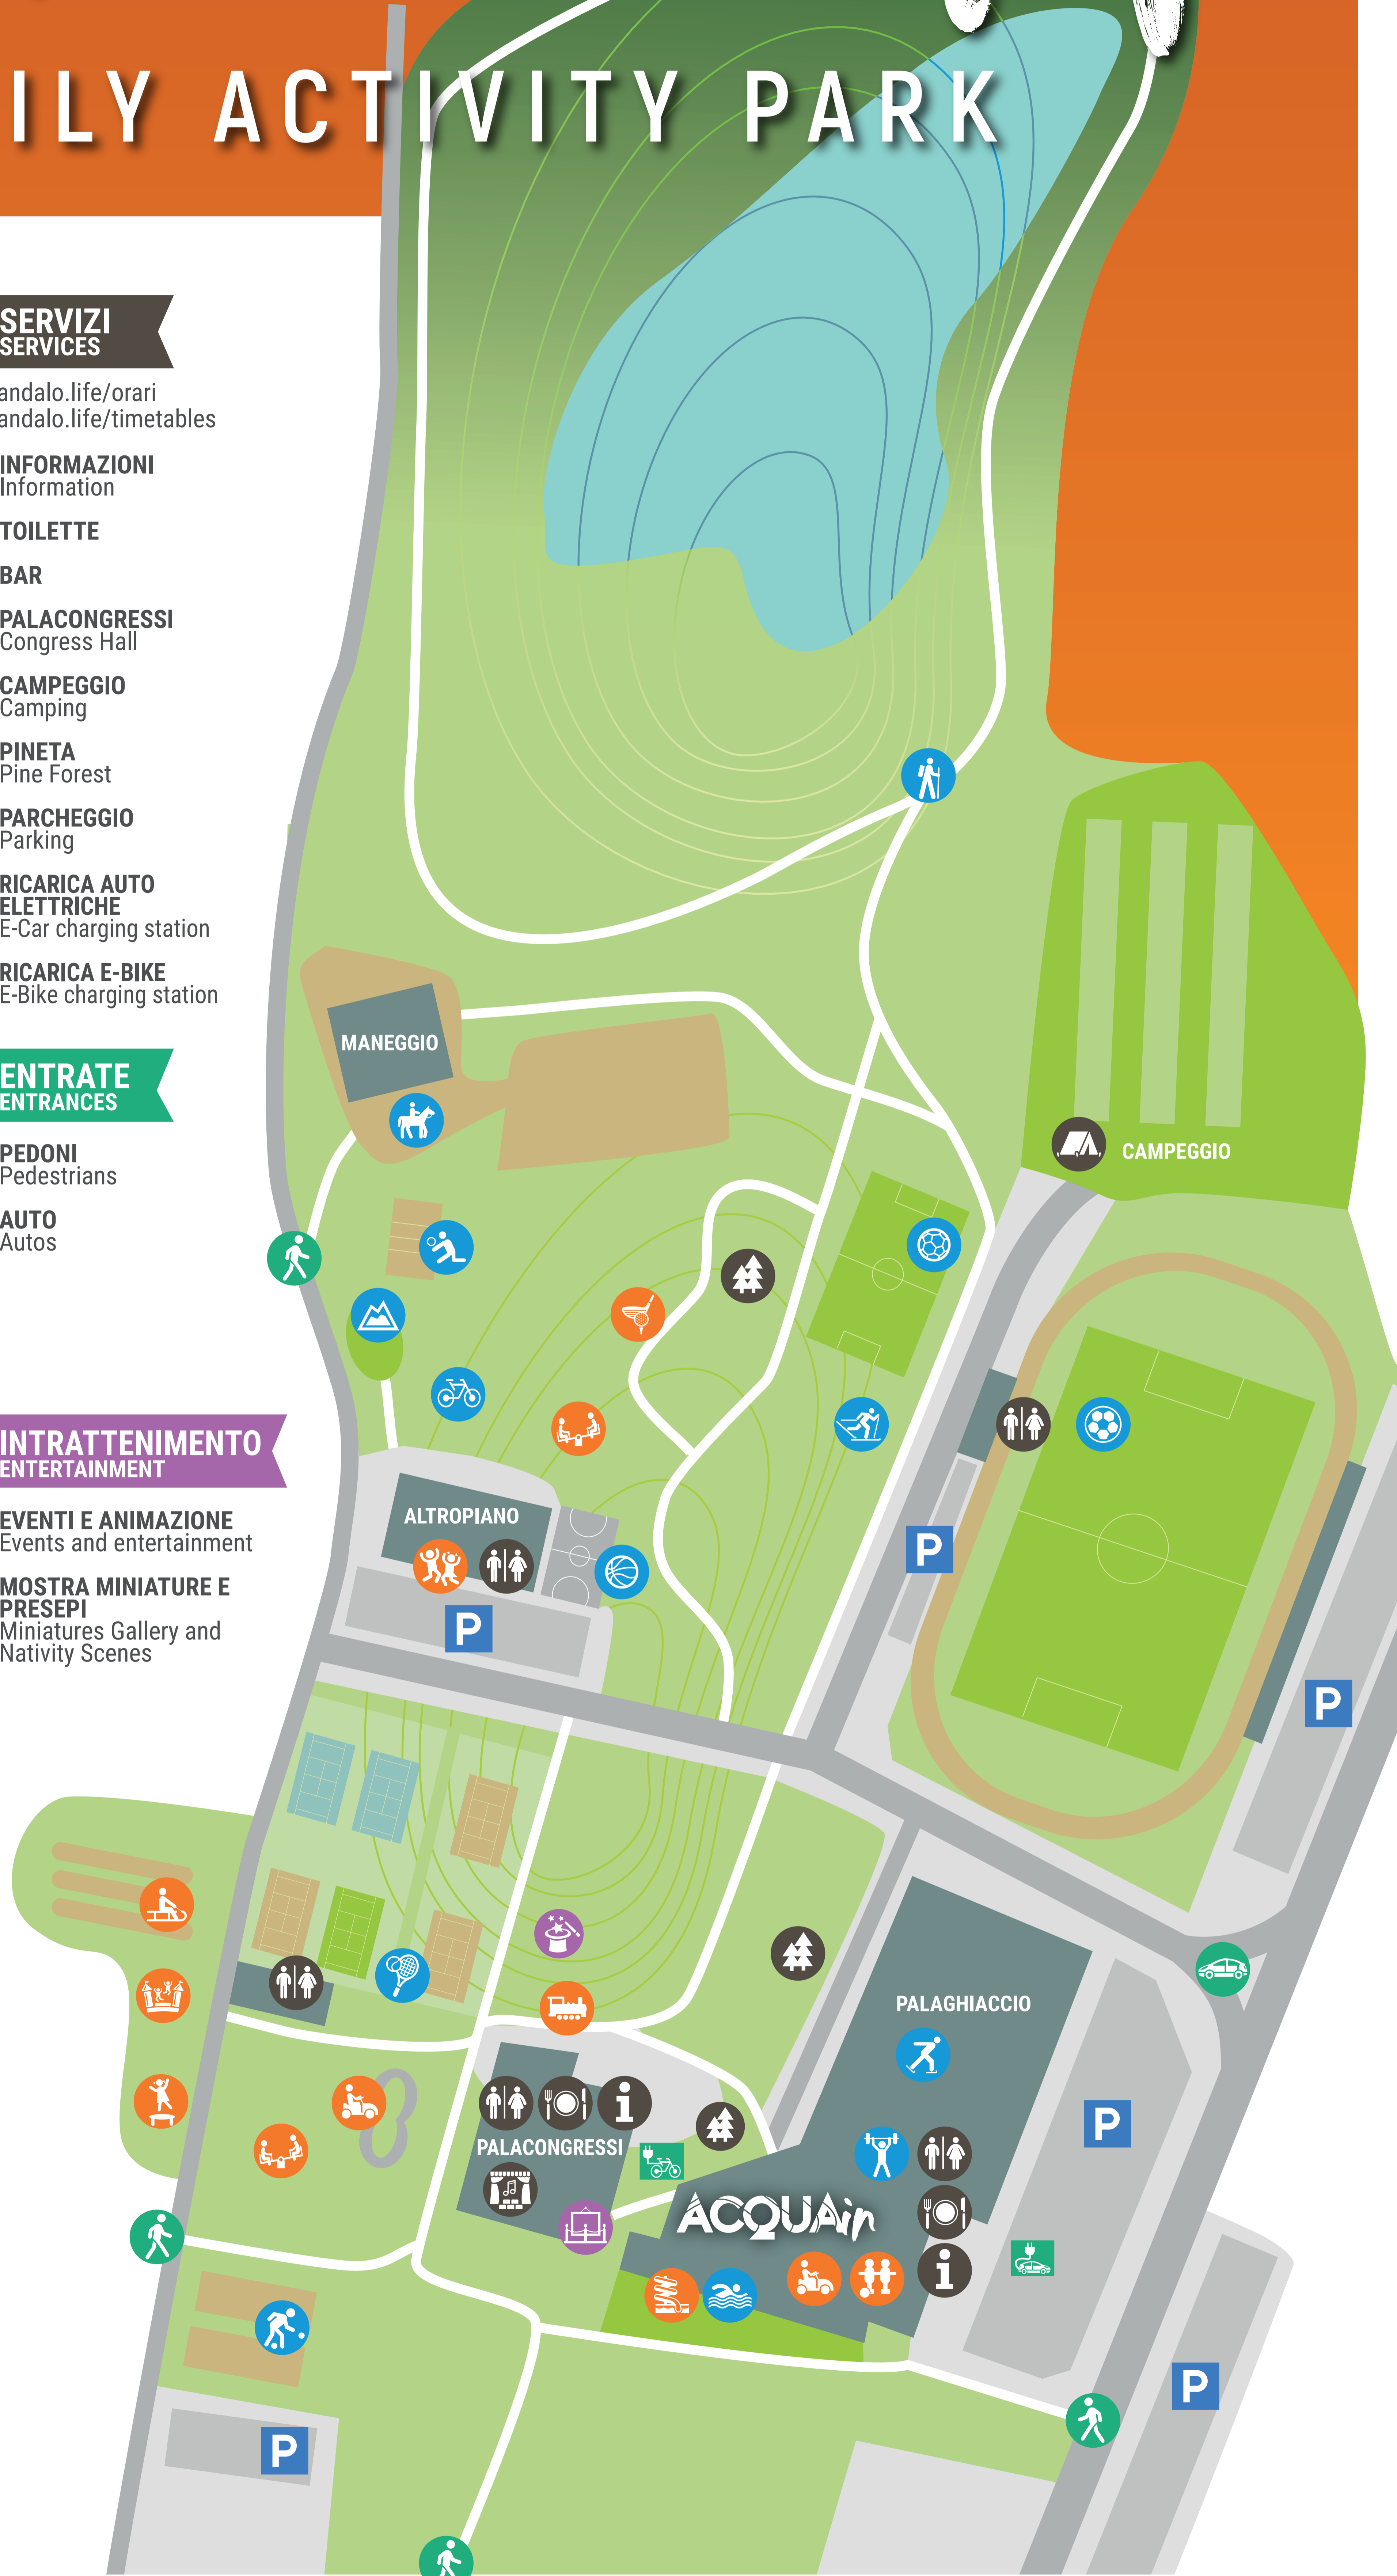 ILY ACTIVITY PARK
SERVIZI
SERVICES
andalo.life/orari
andalo.life/timetables
INFORMAZIONI
Information
TOILETTE
BAR
PALACONGRESSI
Congress Hall
CAMPEGGIO
Camping
PINETA
Pine Forest
PARCHEGGIO
Parking
RICARICA AUTO
ELETTRICHE
E-Car charging station
RICARICA E-BIKE
E-Bike charging station
ENTRATE
ENTRANCES
PEDONI
Pedestrians
AUTO
Autos
INTRATTENIMENTO
ENTERTAINMENT
EVENTI E ANIMAZIONE
Events and entertainment
MOSTRA MINIATURE E
PRESEPI
Miniatures Gallery and
Nativity Scenes
MANEGGIO
CAMPEGGIO
ALTROPIANO
P
P
P
PALAGHIACCIO
P
i
PALACONGRESSI
ACQUAin
i
P
P